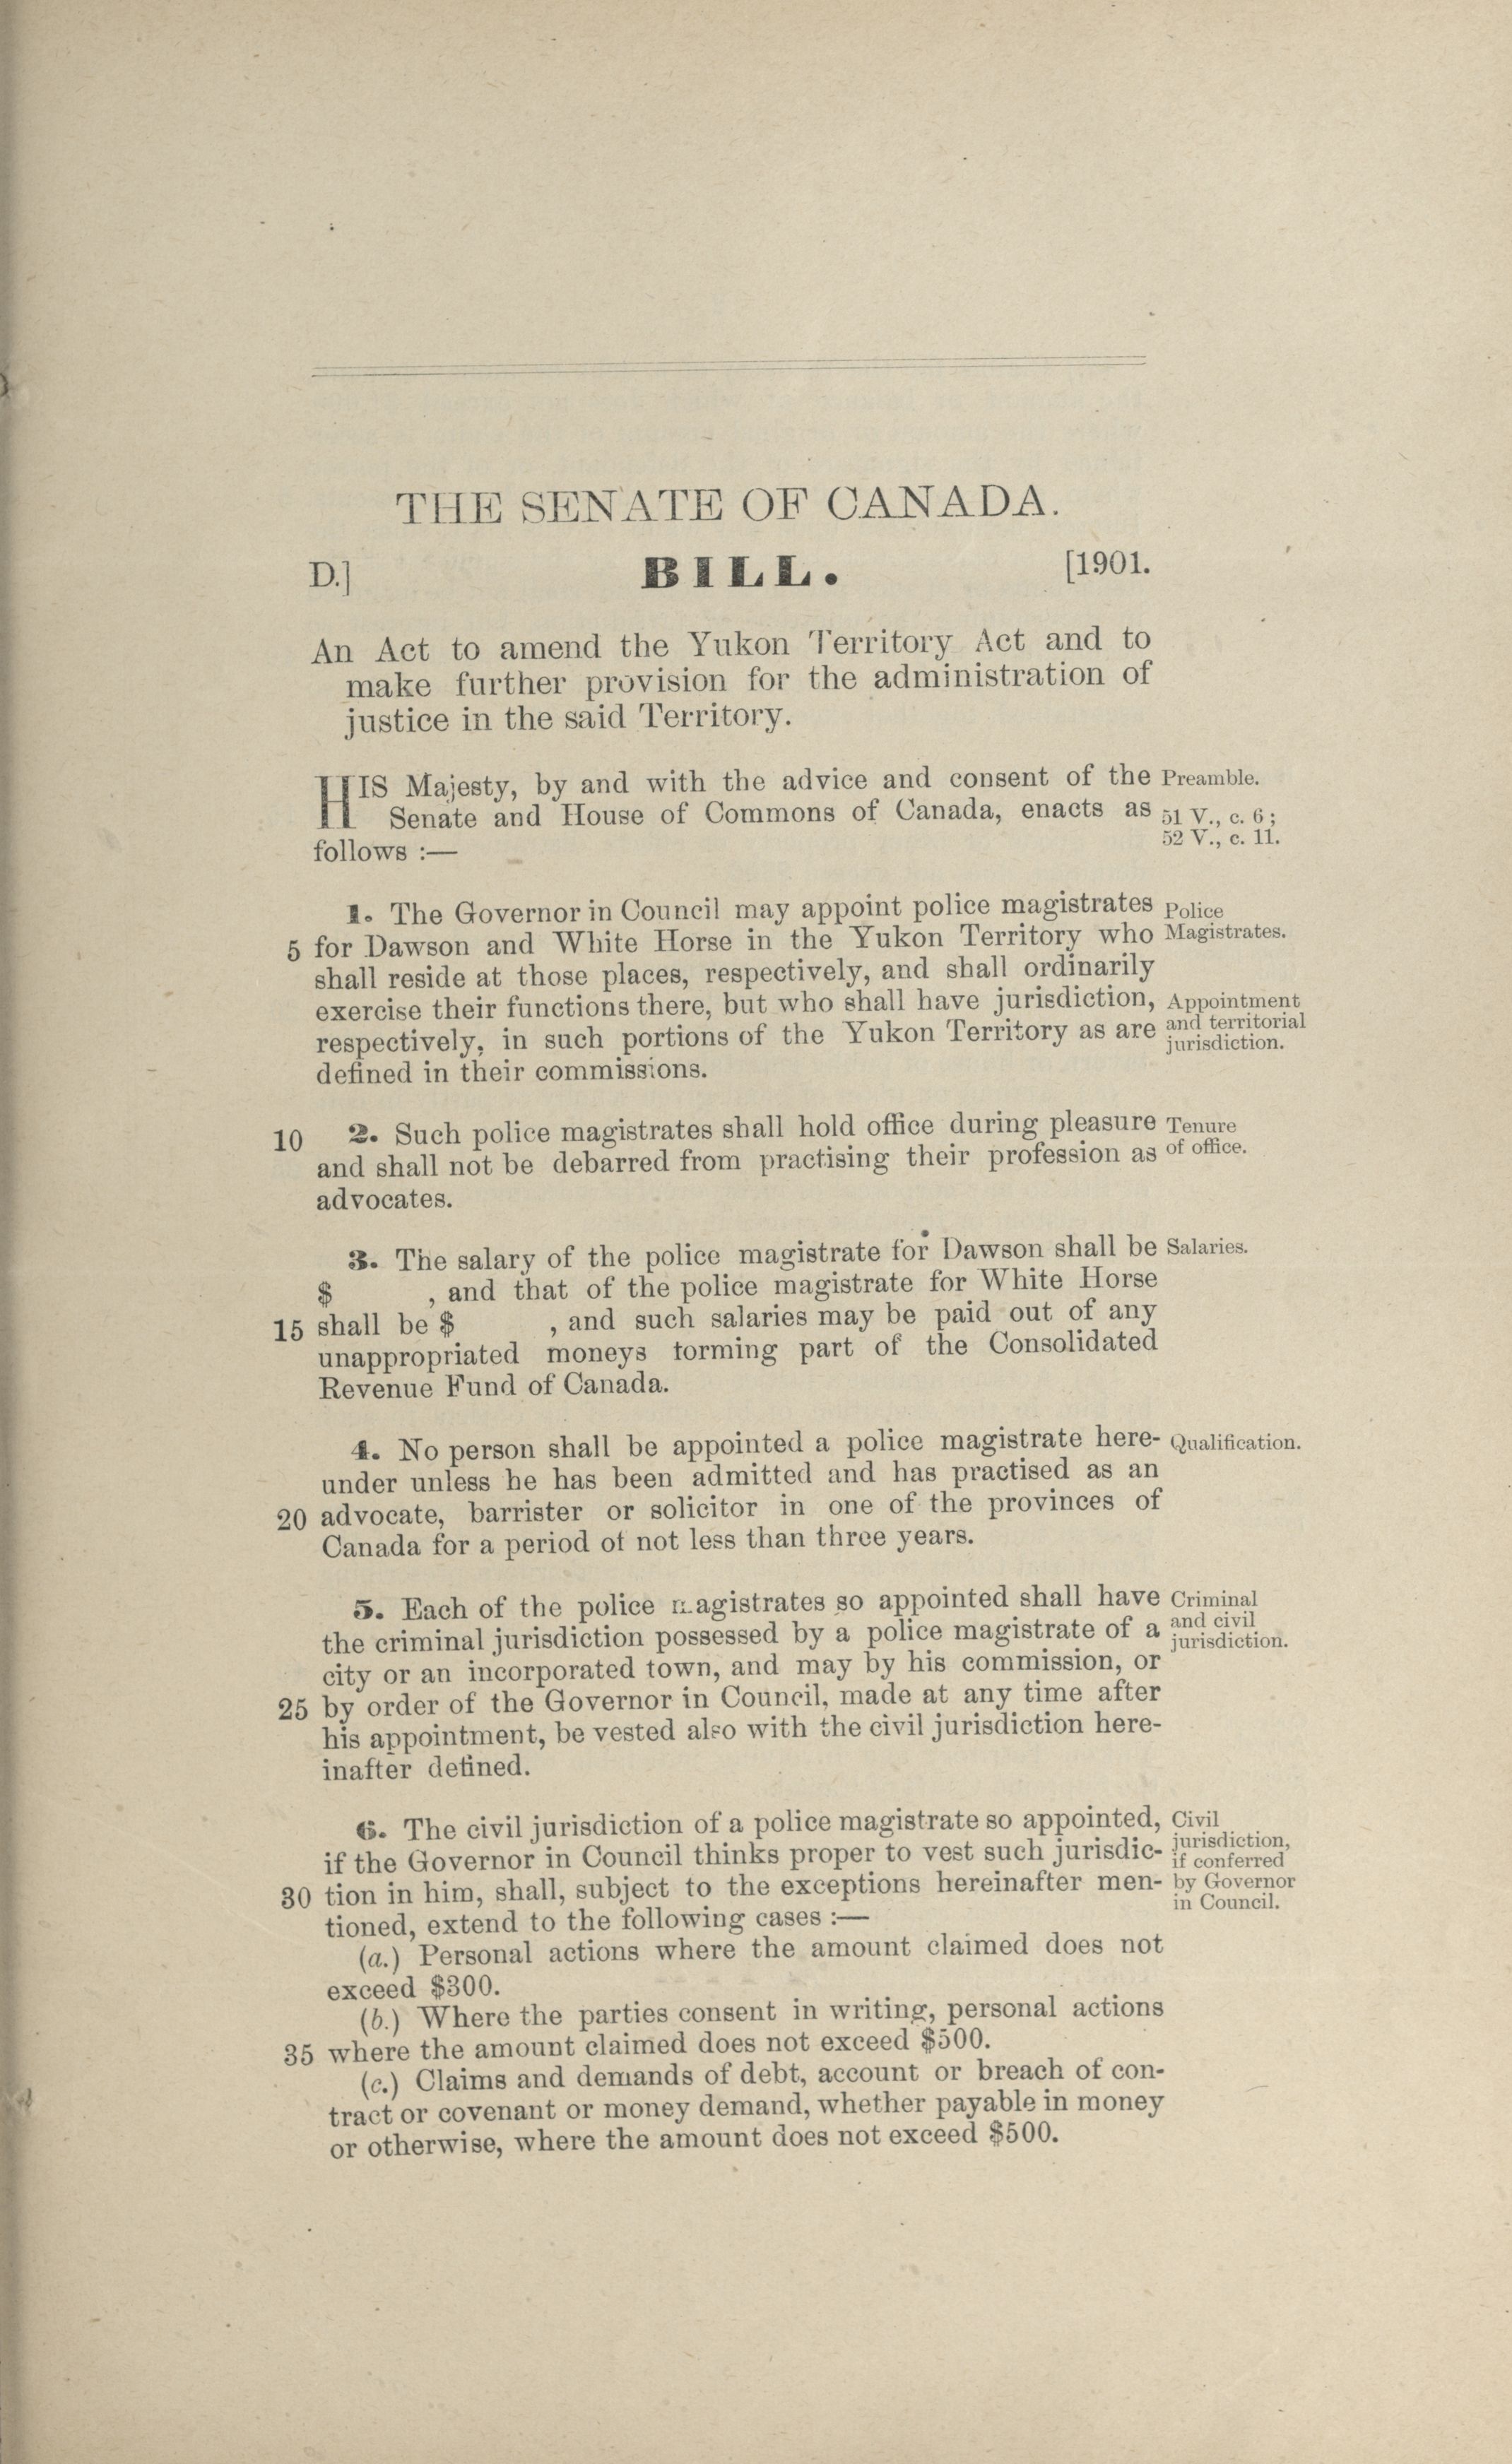 THE SENATE OF CANADA.
D.] BILL. [1901.
An Act to amend the Yukon Territory Act and to
make further provision for the administration of
justice in the said Territory.
HIS Majesty, by and with the advice and consent of the Preamble.
Senate and House of Commons of Canada, enacts as 51 V., c. 6;
follows :— 52 V., c. 11.
1. The Governor in Council may appoint police magistrates Police
5 for Dawson and White Horse in the Yukon Territory who Magistrates.
shall reside at those places, respectively, and shall ordinarily
exercise their functions there, but who shall have jurisdiction, Appointment
respectively, in such portions of the Yukon Territory as are and territorial
defined in their commissions. jurisdiction.
10 2. Such police magistrates shall hold office during pleasure Tenure
and shall not be debarred from practising their profession as of office.
advocates.
3. The salary of the police magistrate for Dawson shall be Salaries.
$ , and that of the police magistrate for White Horse
15 shall be $ , and such salaries may be paid out of any
unappropriated moneys forming part of the Consolidated
Revenue Fund of Canada.
4. No person shall be appointed a police magistrate here- Qualification.
under unless he has been admitted and has practised as an
20 advocate, barrister or solicitor in one of the provinces of
Canada for a period of not less than three years.
5. Each of the police magistrates so appointed shall have Criminal
the criminal jurisdiction possessed by a police magistrate of a and civil
city or an incorporated town, and may by his commission, or jurisdiction.
25 by order of the Governor in Council, made at any time after
his appointment, be vested also with the civil jurisdiction here-
inafter defined.
6. The civil jurisdiction of a police magistrate so appointed, Civil
if the Governor in Council thinks proper to vest such jurisdic- jurisdiction,
if conferred
30 tion in him, shall, subject to the exceptions hereinafter men- by Governor
tioned, extend to the following cases :— in Council.
(a.) Personal actions where the amount claimed does not
exceed $300.
(b.) Where the parties consent in writing, personal actions
35 where the amount claimed does not exceed $500.
(c.) Claims and demands of debt, account or breach of con-
tract or covenant or money demand, whether payable in money
or otherwise, where the amount does not exceed $500.